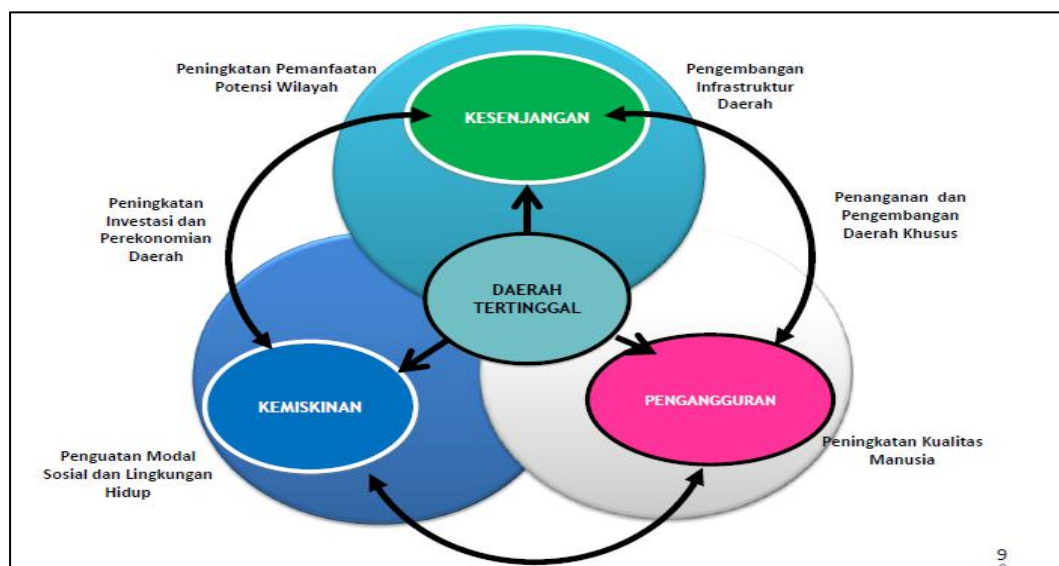 Peningkatan Pemanfaatan
Potensi Wilayah
Pengembangan
Infrastruktur
Daerah
KESENJANGAN
Peningkatan
Investasi dan
Perekonomian
Daerah
Penanganan dan
Pengembangan
Daerah Khusus
DAERAH
TERTINGGAL
KEMISKINAN
PENGANGGURAN
Penguatan Modal
Sosial dan Lingkungan
Hidup
Peningkatan Kualitas
Manusia
9